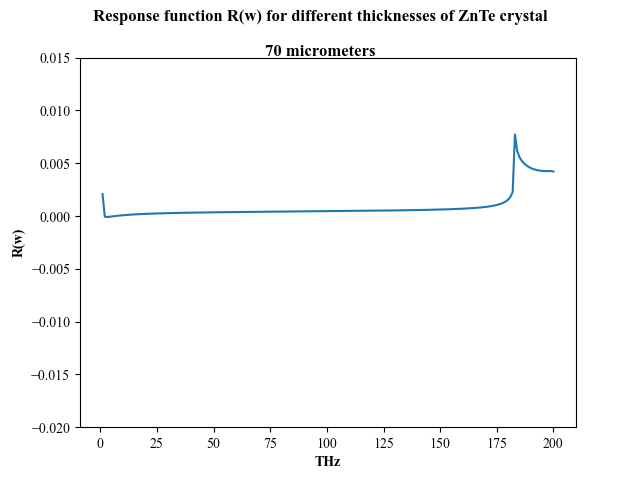 Response function R(w) for different thicknesses of ZnTe crystal
70 micrometers
0.015
0.010
0.005
0.000
−0.005
−0.010
−0.015
−0.020
R(w)
0 25 50 75 100 125 150 175 200
THz